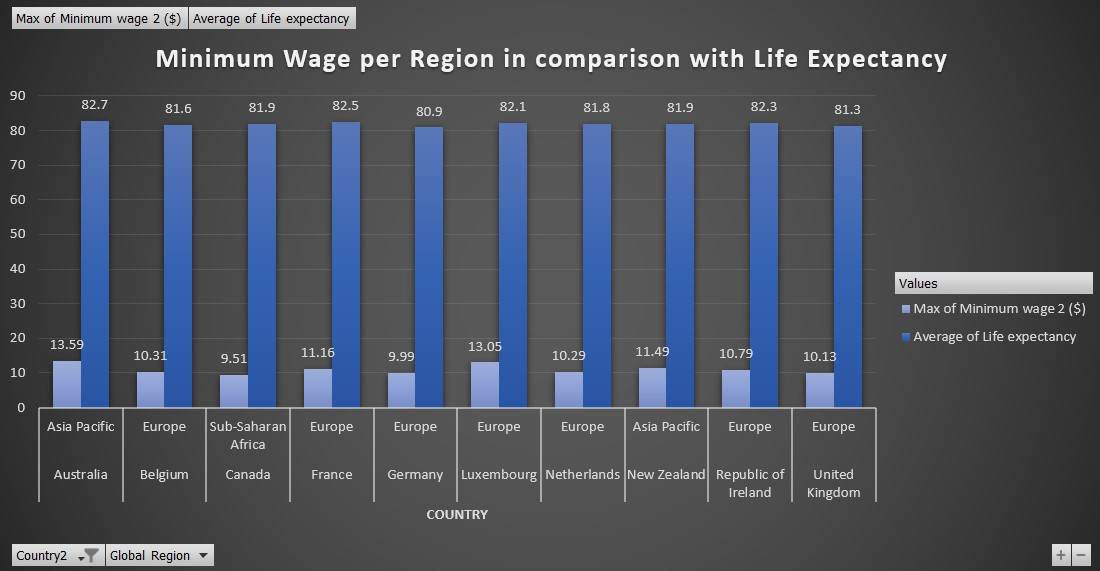 Max of Minimum wage 2 ($) Average of Life expectancy
Minimum Wage per Region in comparison with Life Expectancy
90
80
70
60
50
40
30
20
10
0
82.7 81.6 81.9 82.5 80.9 82.1 81.8 81.9 82.3 81.3
13.59 10.31 9.51 11.16 9.99 13.05 10.29 11.49 10.79 10.13
Asia Pacific Europe Sub-Saharan Europe Europe Europe Europe Asia Pacific Europe Europe
Africa
Australia Belgium Canada France Germany Luxembourg Netherlands New Zealand Republic of United
Ireland Kingdom
COUNTRY
Values
Max of Minimum wage 2 ($)
Average of Life expectancy
Country2 Global Region
+ −